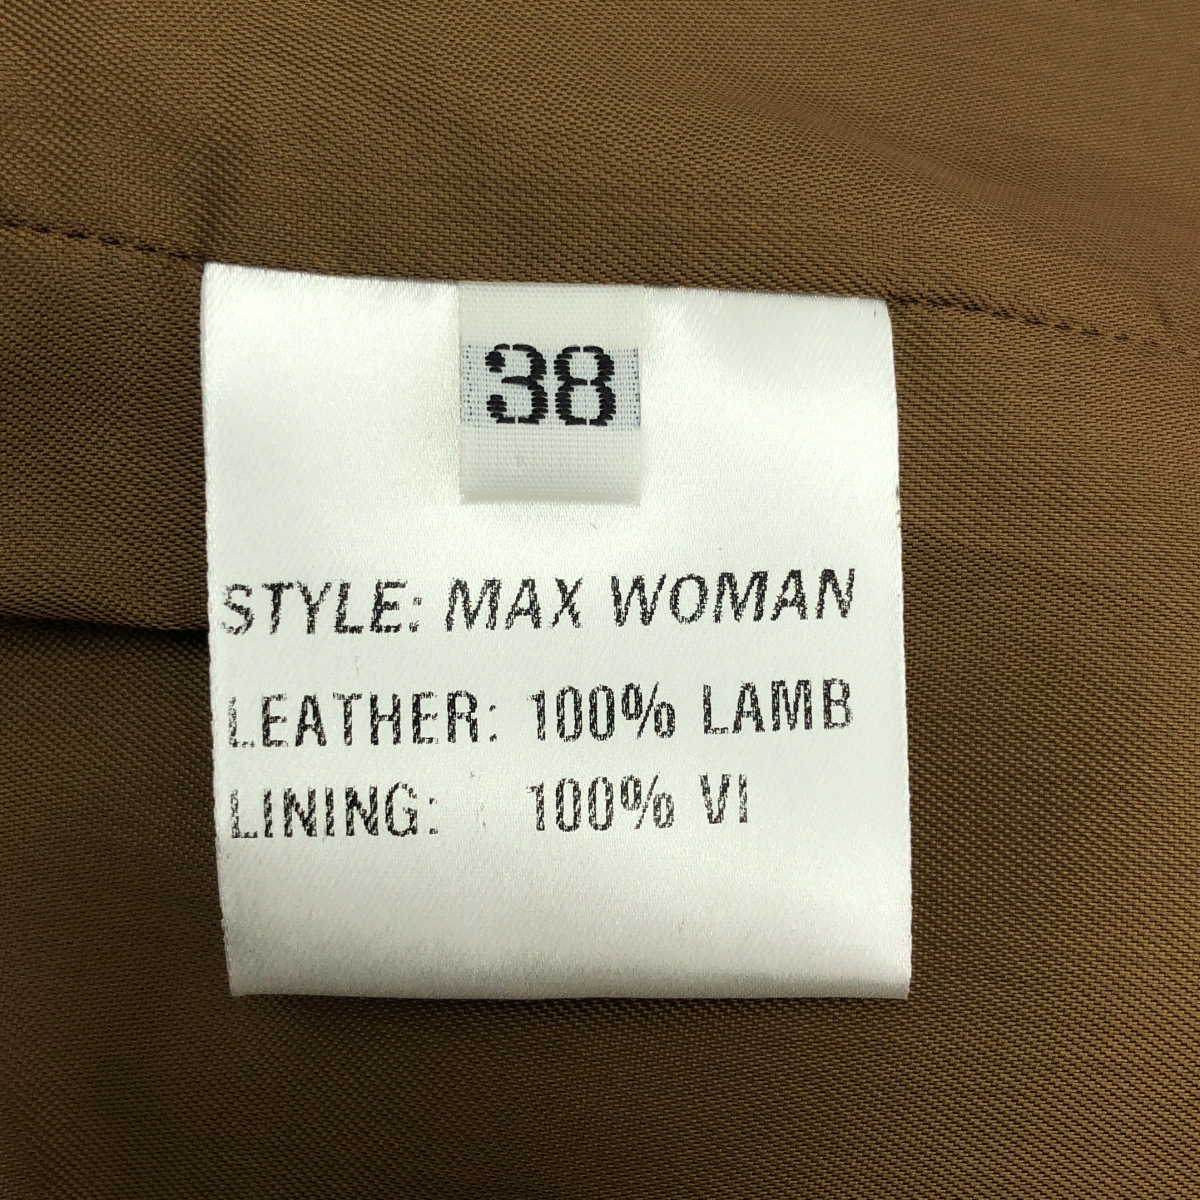 38
STYLE: MAX WOMAN
LEATHER: 100% LAMB
LINING: 100% VI